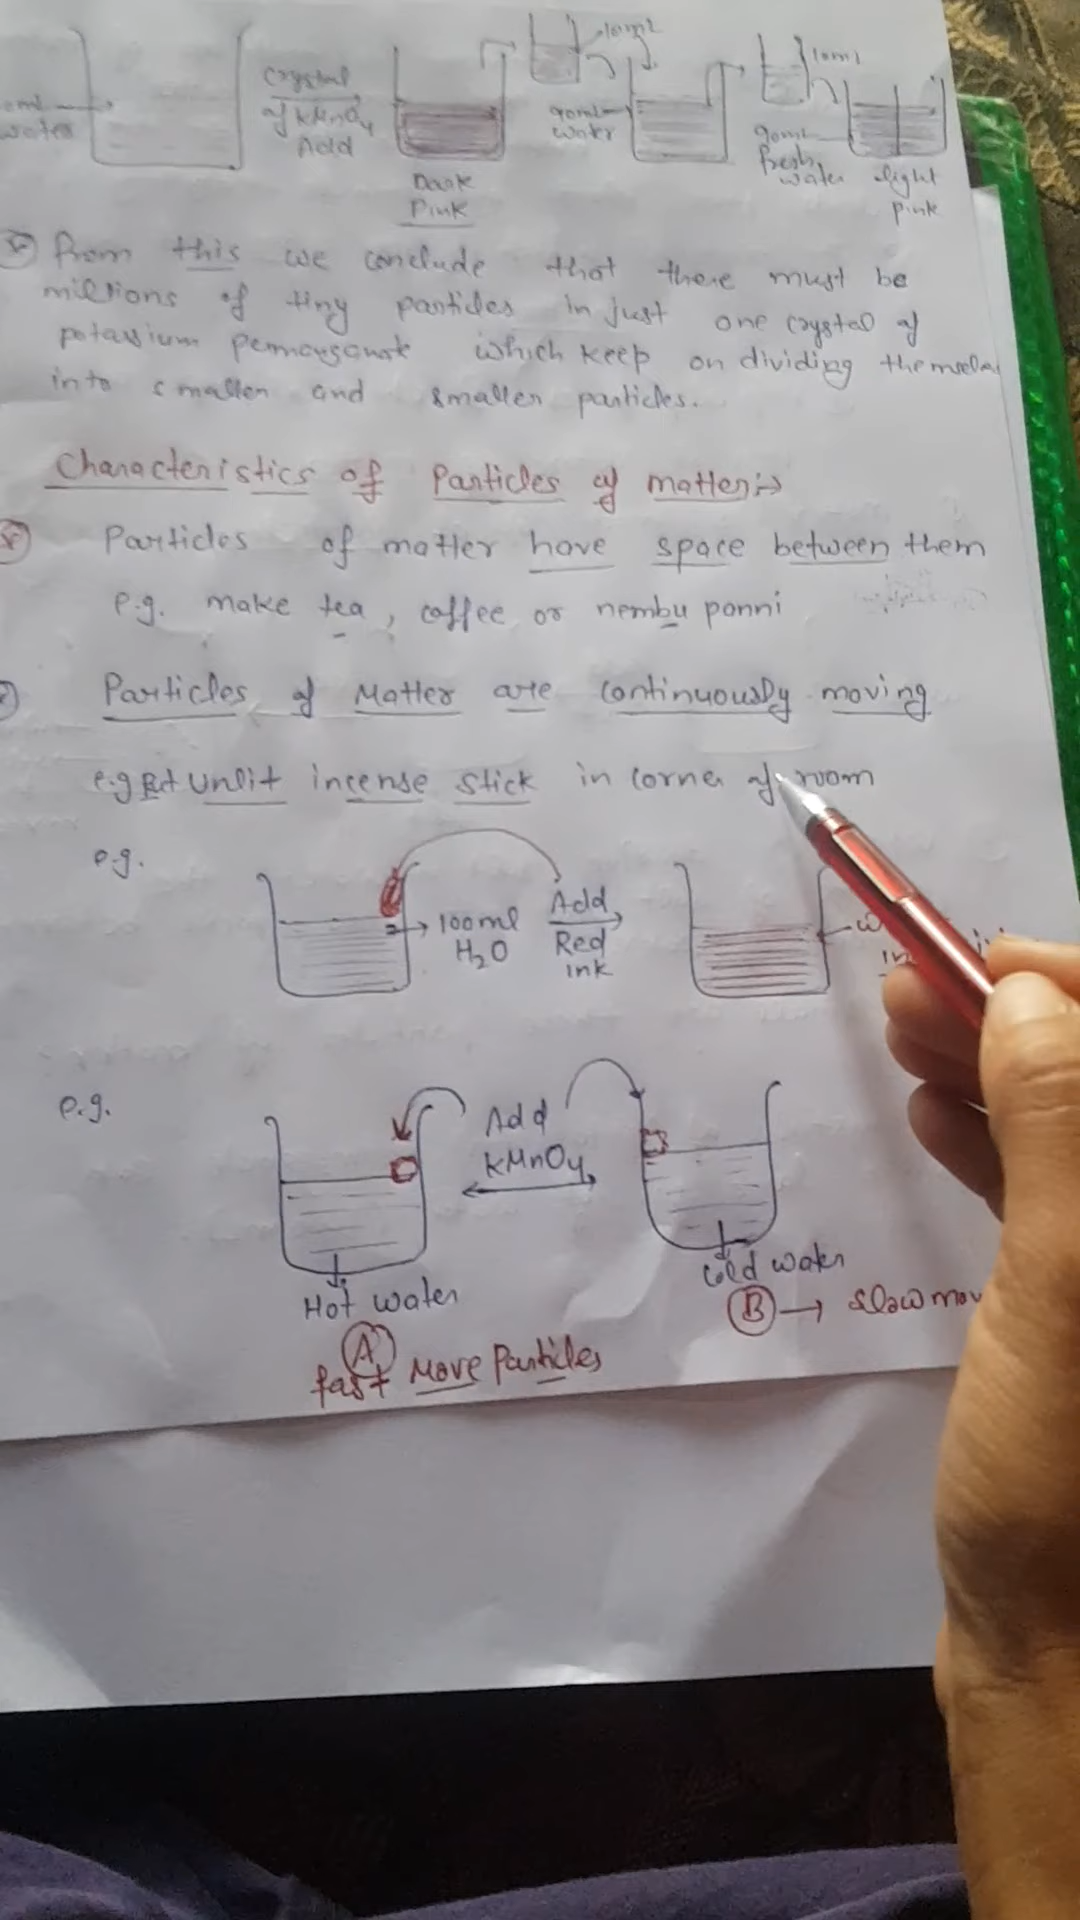 10ml
10ml
Crystal
of KMnO4
Add
90ml
water
90ml
fresh
water
water
Dark
Pink
light
pink
from this we conclude that there must be
millions of tiny particles in just one crystal of
potassium
which keep on dividing
into smaller and smaller particles.
Characteristics of Particles of matter:→
Particles of matter have space between them
e.g. make tea, coffee or nembu panni
Particles of Matter are continuously moving
e.g Put unlit incense stick in corner of room
e.g.
→ 100ml
H2O
Add
Red
ink
e.g.
Add
KMnO4
Hot water
Cold water
(A)
fast Move Particles
(B) → slow